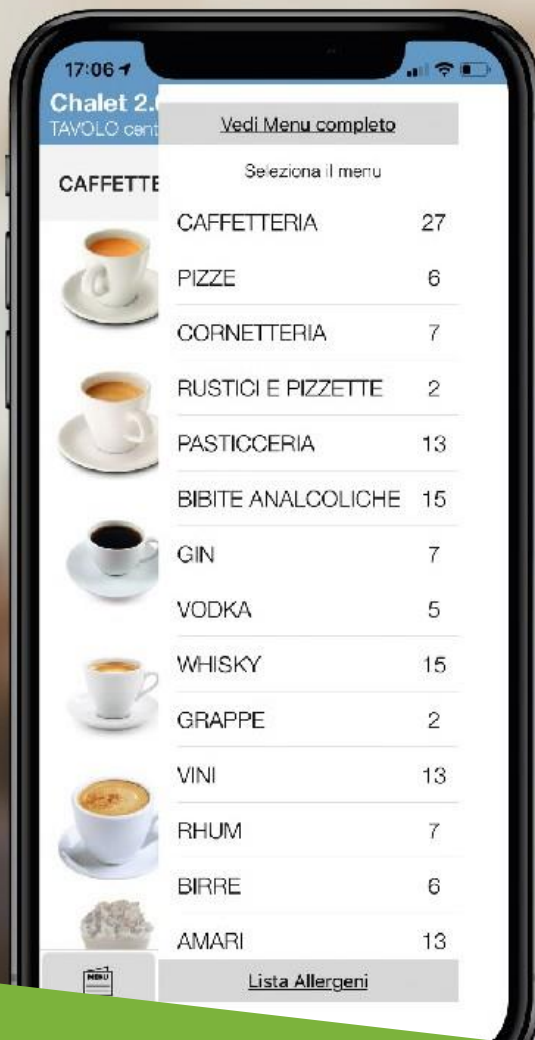 17:06
Chalet 2.
TAVOLO cent
CAFFETTE
Vedi Menu completo
Seleziona il menu
CAFFETTERIA 27
PIZZE 6
CORNETTERIA 7
RUSTICI E PIZZETTE 2
PASTICCERIA 13
BIBITE ANALCOLICHE 15
GIN 7
VODKA 5
WHISKY 15
GRAPPE 2
VINI 13
RHUM 7
BIRRE 6
AMARI 13
MENU
Lista Allergeni